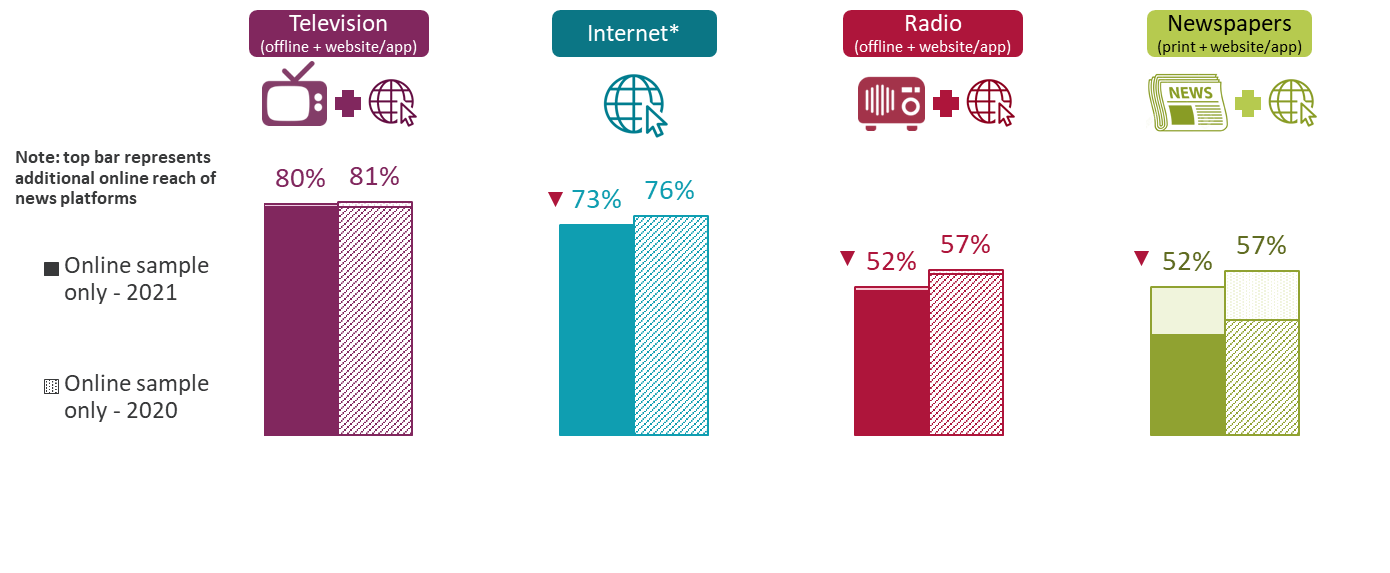 Television
(offline + website/app)
Internet*
Radio
(offline + website/app)
Newspapers
(print + website/app)
NEWS
Note: top bar represents
additional online reach of
news platforms
80%
81%
73%
76%
52%
57%
52%
57%
Online sample
only - 2021
Online sample
only - 2020